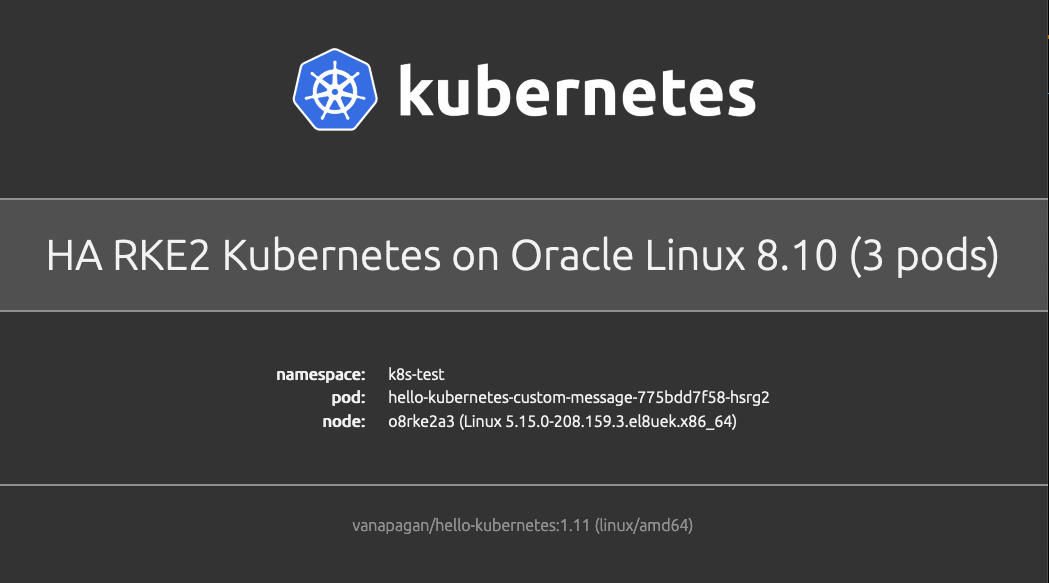 kubernetes
HA RKE2 Kubernetes on Oracle Linux 8.10 (3 pods)
namespace: k8s-test
pod: hello-kubernetes-custom-message-775bdd7f58-hsrg2
node: o8rke2a3 (Linux 5.15.0-208.159.3.el8uek.x86_64)
vanapagan/hello-kubernetes:1.11 (linux/amd64)